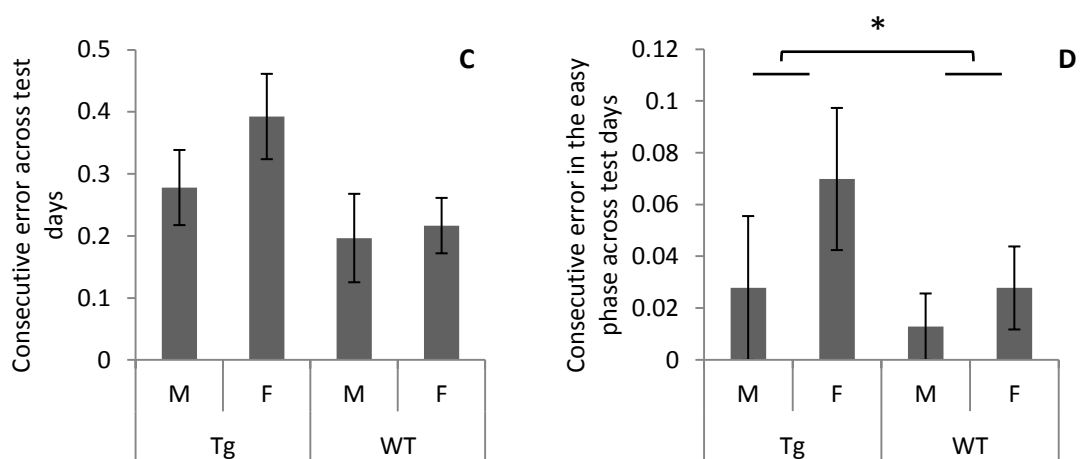 Consecutive error across test
days
0.5
0.4
0.3
0.2
0.1
0
C
M F M F
Tg WT
Consecutive error in the easy
phase across test days
0.12
0.1
0.08
0.06
0.04
0.02
0
*
D
M F M F
Tg WT